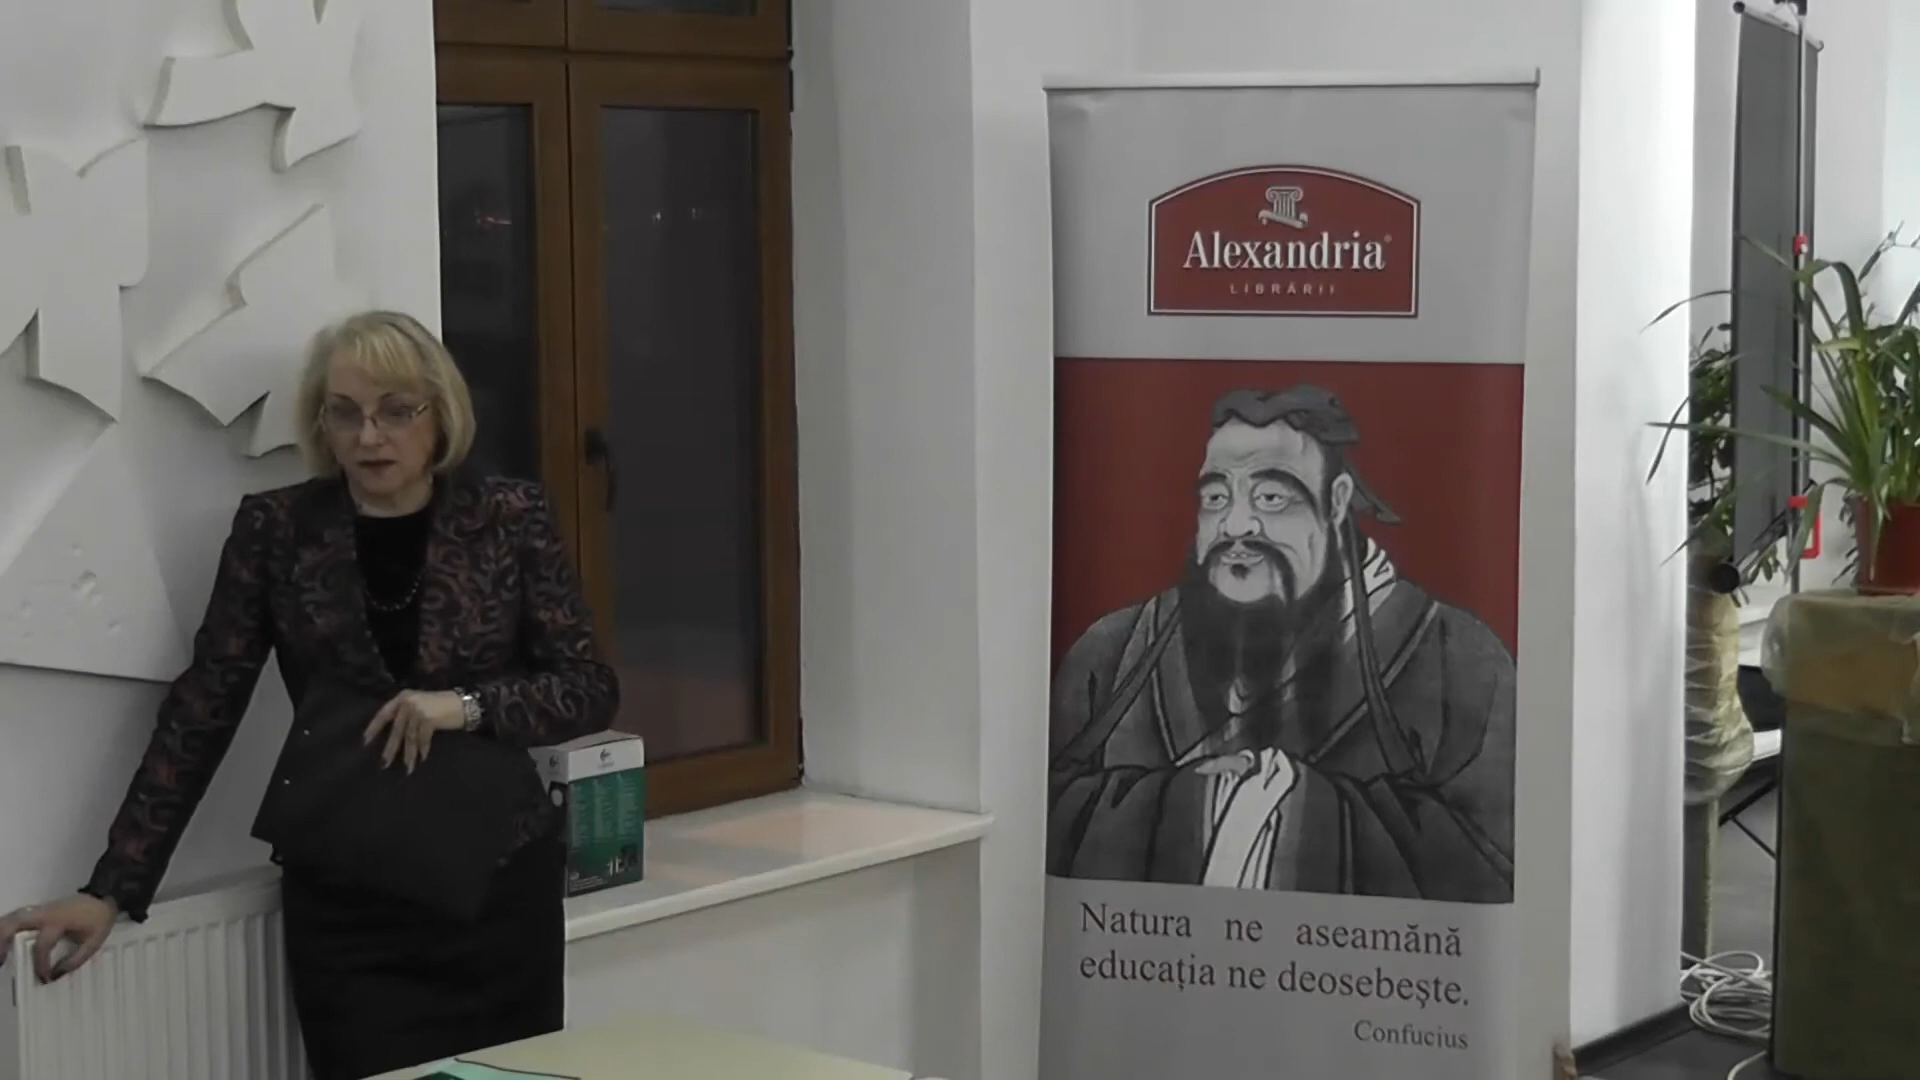 Alexandria
LIBRĂRII
Natura ne aseamănă
educația ne deosebește.
Confucius